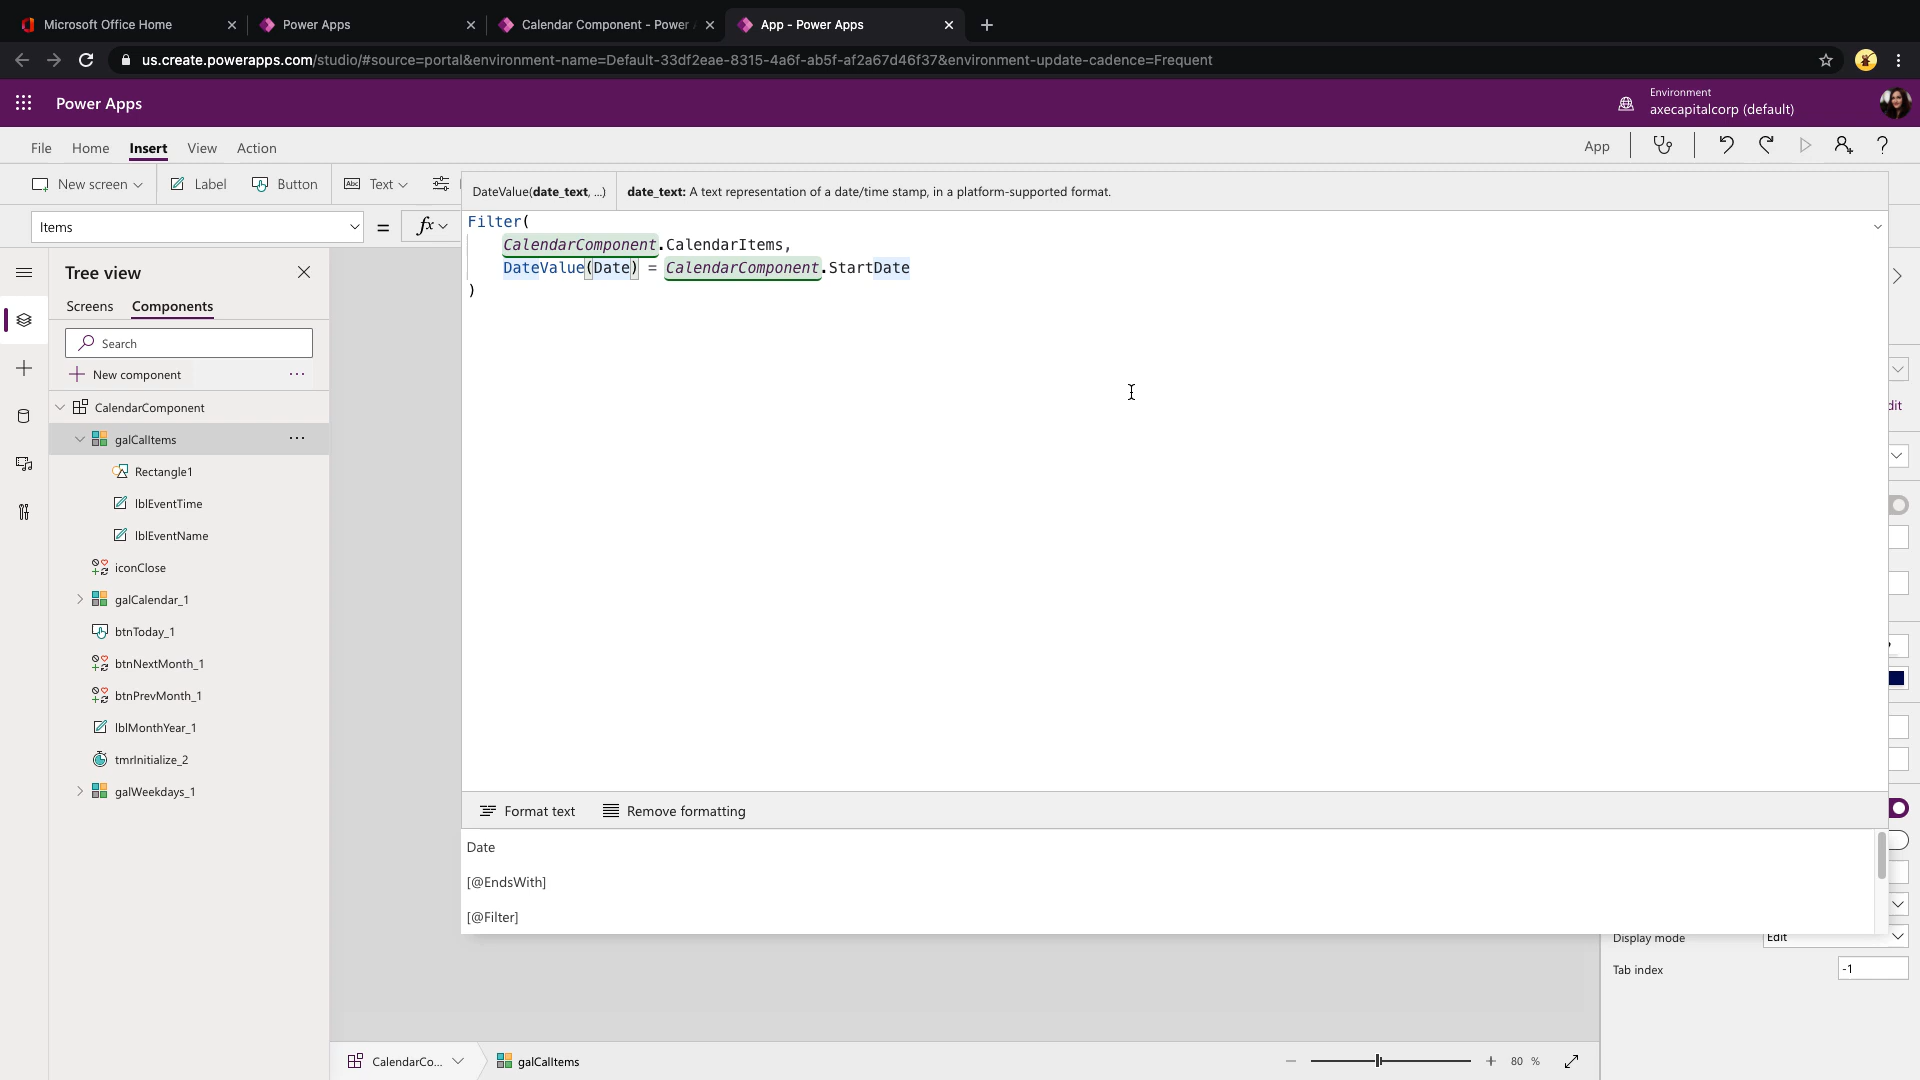 Microsoft Office Home
Power Apps
Calendar Component - Power
App - Power Apps
us.create.powerapps.com/studio/#source=portal&environment-name=Default-33df2eae-8315-4a6f-ab5f-af2a67d46f37&environment-update-cadence=Frequent
Power Apps
Environment
axecapitalcorp (default)
File Home Insert View Action
App
New screen Label Button Text
DateValue(date_text, ...) date_text: A text representation of a date/time stamp, in a platform-supported format.
Items = fx
Filter(
CalendarComponent.CalendarItems,
DateValue(Date) = CalendarComponent.StartDate
)
Tree view
Screens Components
Search
New component
CalendarComponent
galCalItems
Rectangle1
lblEventTime
lblEventName
iconClose
galCalendar_1
btnToday_1
btnNextMonth_1
btnPrevMonth_1
lblMonthYear_1
tmrInitialize_2
galWeekdays_1
dit
Format text Remove formatting
Date
[@EndsWith]
[@Filter]
Display mode Edit
Tab index -1
CalendarCo... galCalItems
80 %